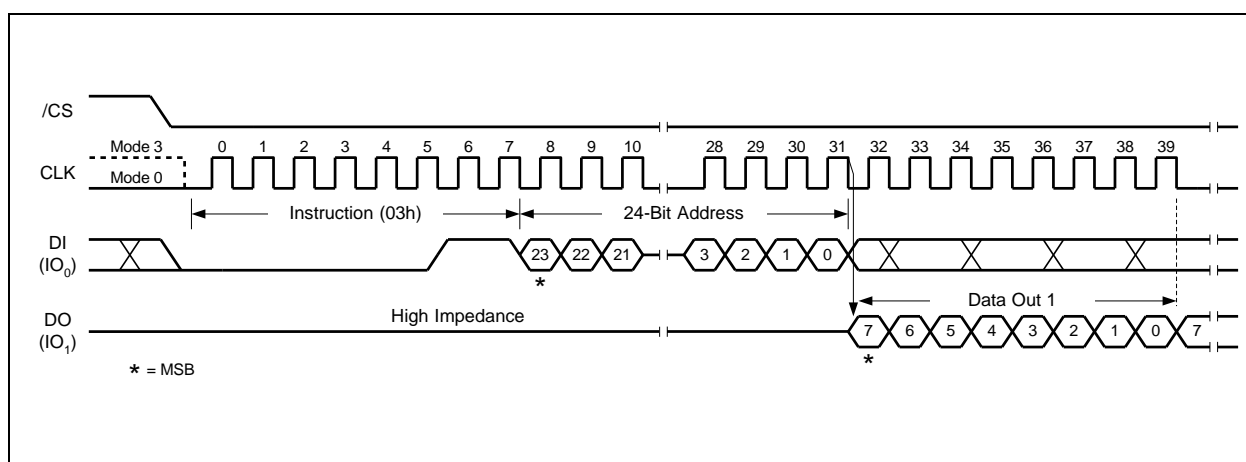 /CS
Mode 3
0 1 2 3 4 5 6 7 8 9 10 28 29 30 31 32 33 34 35 36 37 38 39
CLK
Mode 0
Instruction (03h) 24-Bit Address
DI
(IO₀)
23 22 21 3 2 1 0
*
Data Out 1
High Impedance
DO
(IO₁)
7 6 5 4 3 2 1 0 7
*
* = MSB